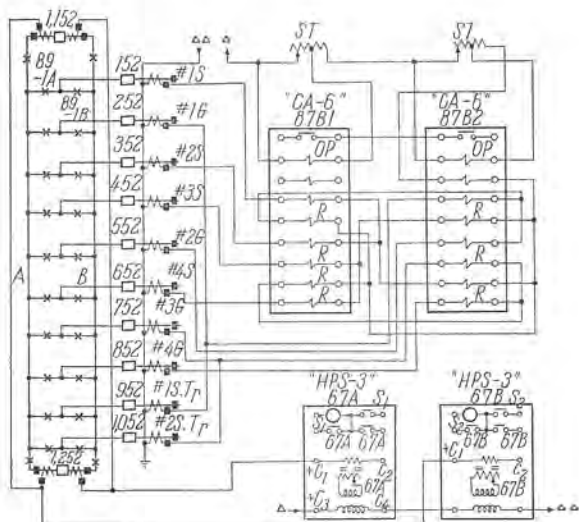 1,152
ST
ST
89
-1A
89
-1B
152
#1S
252
#1G
352
#2S
452
#3S
552
#2G
652
#4S
752
#3G
852
#4G
952
#1S.Tr
1,052
#2S.Tr
1,252
A
B
"CA-6"
87B1
OP
R
R
R
"CA-6"
87B2
OP
R
R
R
"HPS-3"
67A
S1
S2
67A
67A
+C1
C2
67A
+C3
C4
"HPS-3"
67B
S2
S2
67B
67B
+C1
C2
67B